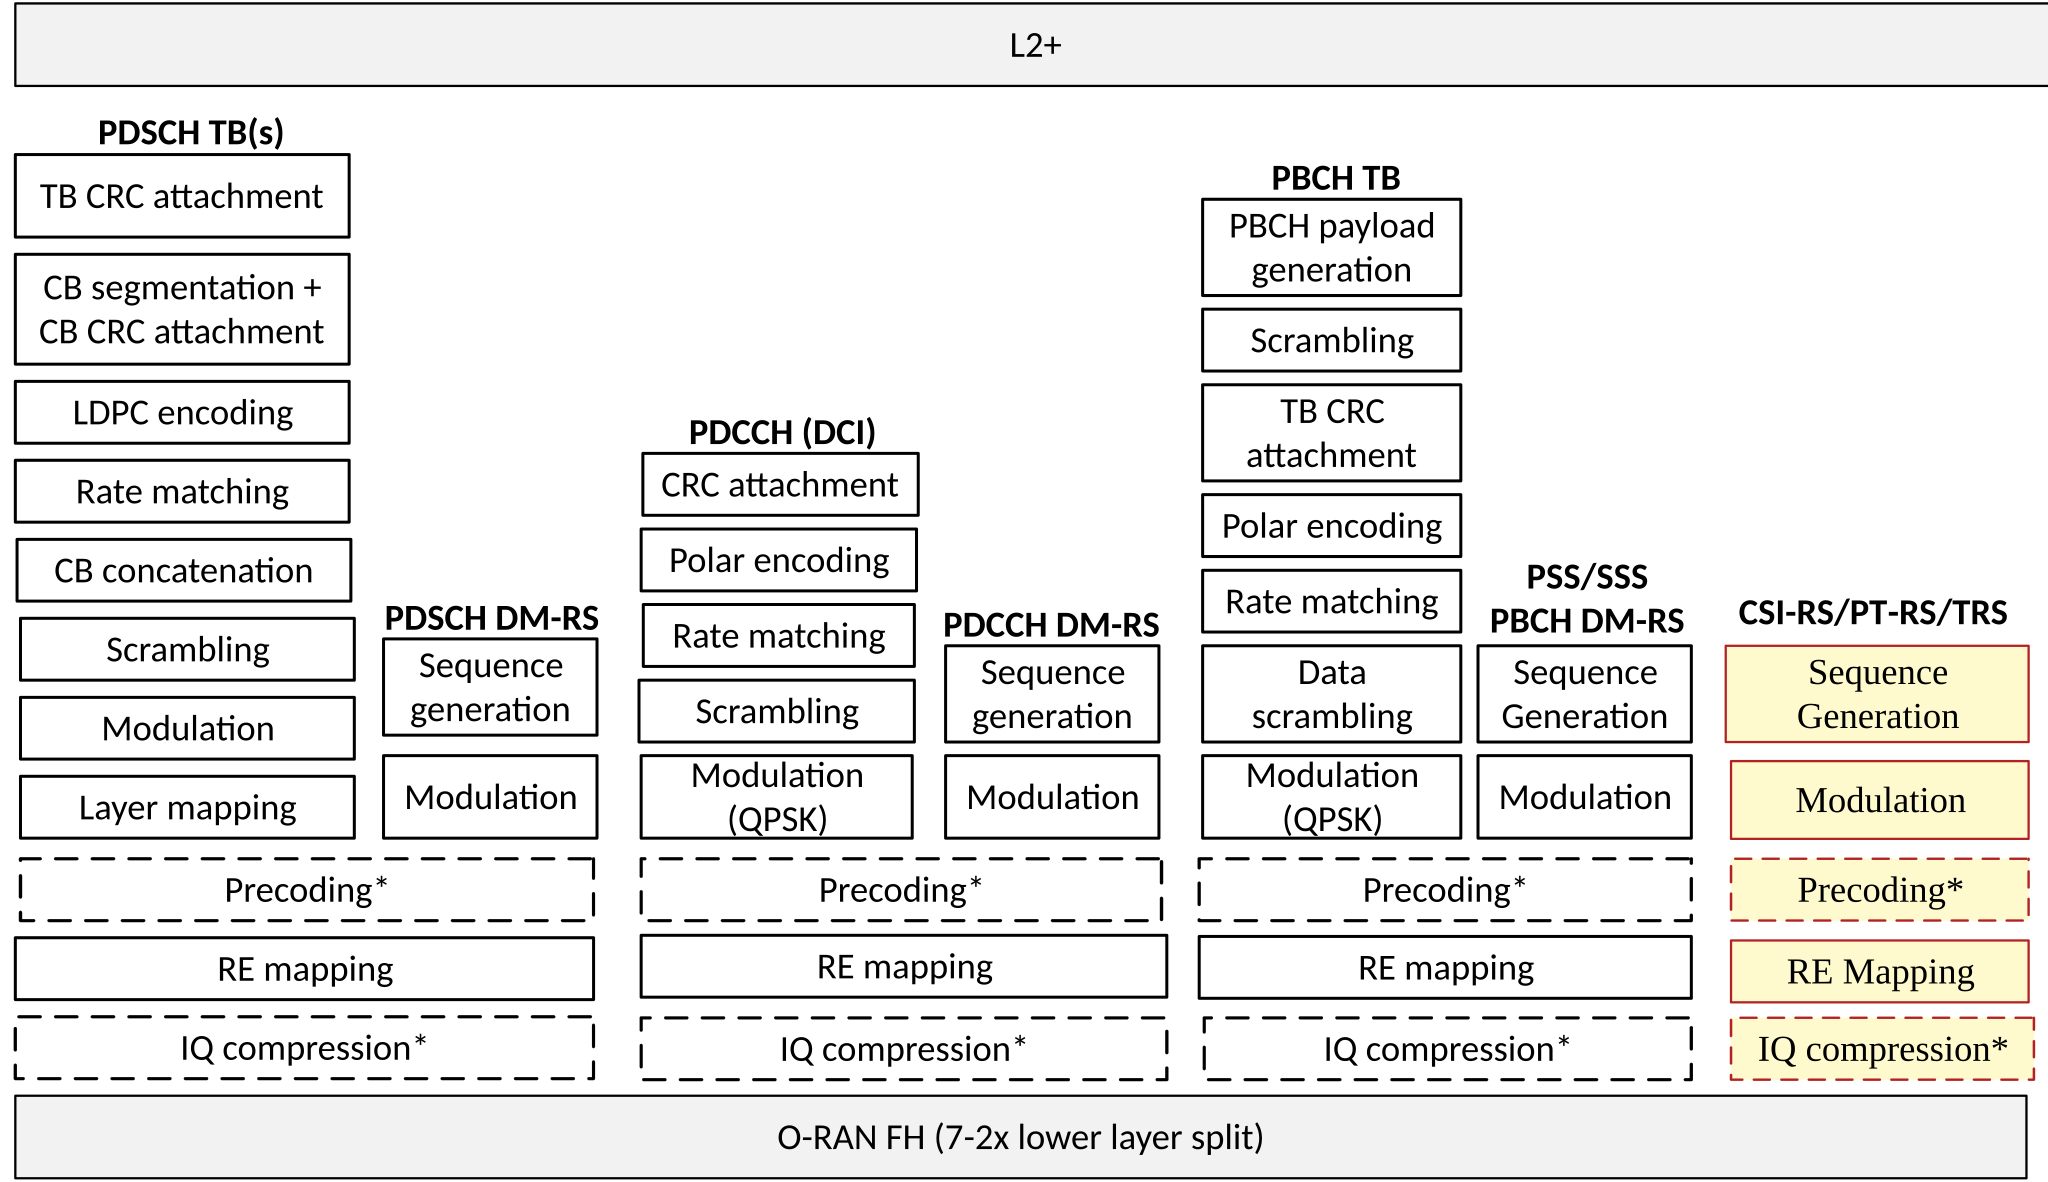 L2+
PDSCH TB(s)
TB CRC attachment
CB segmentation +
CB CRC attachment
LDPC encoding
Rate matching
CB concatenation
Scrambling
Modulation
Layer mapping
PDSCH DM-RS
Sequence
generation
Modulation
Precoding*
RE mapping
IQ compression*
PDCCH (DCI)
CRC attachment
Polar encoding
Rate matching
Scrambling
Modulation
(QPSK)
PDCCH DM-RS
Sequence
generation
Modulation
Precoding*
RE mapping
IQ compression*
PBCH TB
PBCH payload
generation
Scrambling
TB CRC
attachment
Polar encoding
Rate matching
Data
scrambling
Modulation
(QPSK)
PSS/SSS
PBCH DM-RS
Sequence
Generation
Modulation
Precoding*
RE mapping
IQ compression*
CSI-RS/PT-RS/TRS
Sequence
Generation
Modulation
Precoding*
RE Mapping
IQ compression*
O-RAN FH (7-2x lower layer split)